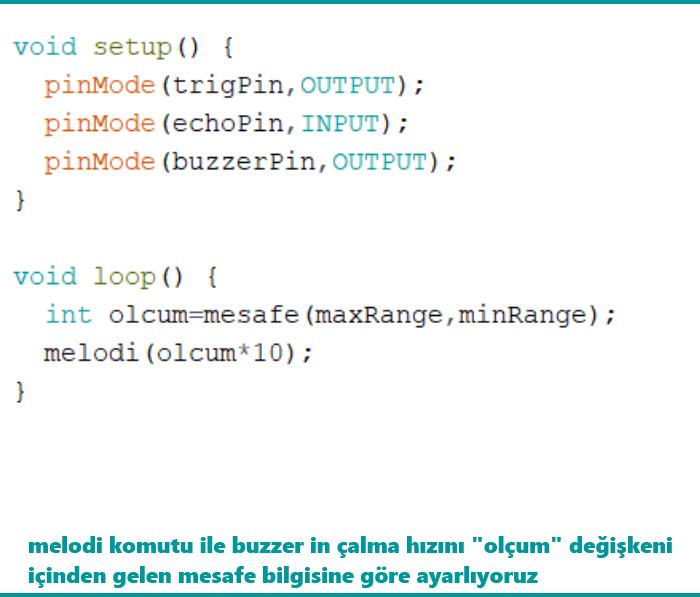 void setup() {
  pinMode(trigPin,OUTPUT);
  pinMode(echoPin,INPUT);
  pinMode(buzzerPin,OUTPUT);
}
void loop() {
  int olcum=mesafe(maxRange,minRange);
  melodi(olcum*10);
}
melodi komutu ile buzzer in çalma hızını "olçum" değişkeni
içinden gelen mesafe bilgisine göre ayarlıyoruz